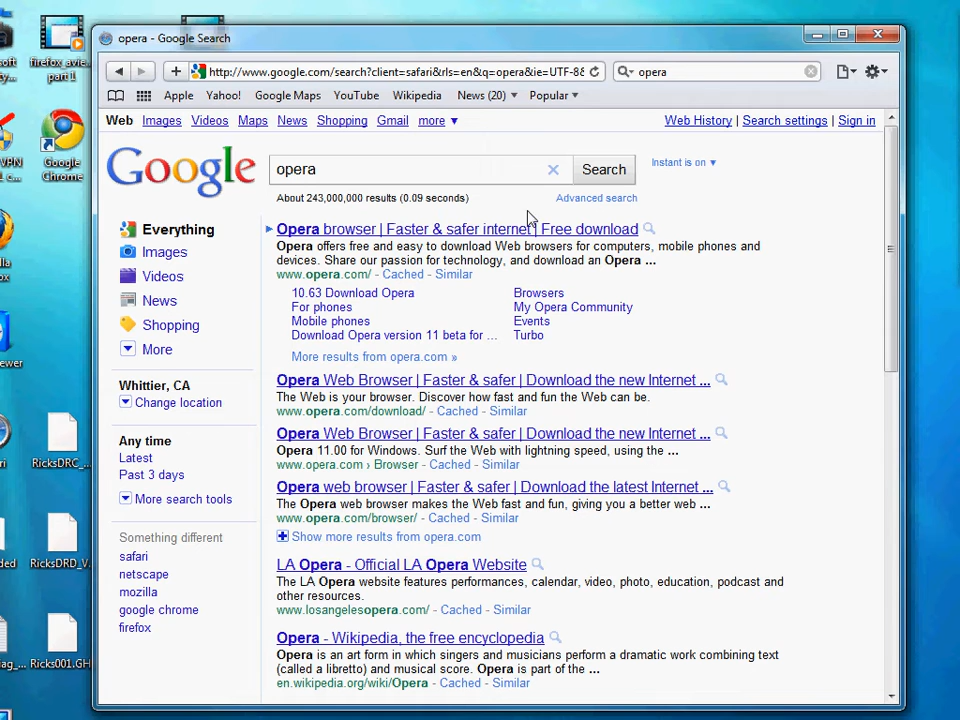 firefox_avie...
part 1
Google
Chrome
RicksDRC_...
RicksDRD_V...
Ricks001.GH
opera - Google Search
http://www.google.com/search?client=safari&rls=en&q=opera&ie=UTF-8&
opera
Apple Yahoo! Google Maps YouTube Wikipedia News (20) Popular
Web Images Videos Maps News Shopping Gmail more
Web History | Search settings | Sign in
Google
opera
Search
Instant is on
About 243,000,000 results (0.09 seconds)
Advanced search
Everything
Images
Videos
News
Shopping
More
Whittier, CA
Change location
Any time
Latest
Past 3 days
More search tools
Something different
safari
netscape
mozilla
google chrome
firefox
Opera browser | Faster & safer internet | Free download
Opera offers free and easy to download Web browsers for computers, mobile phones and
devices. Share our passion for technology, and download an Opera ...
www.opera.com/ - Cached - Similar
10.63 Download Opera Browsers
For phones My Opera Community
Mobile phones Events
Download Opera version 11 beta for ... Turbo
More results from opera.com »
Opera Web Browser | Faster & safer | Download the new Internet ...
The Web is your browser. Discover how fast and fun the Web can be.
www.opera.com/download/ - Cached - Similar
Opera Web Browser | Faster & safer | Download the new Internet ...
Opera 11.00 for Windows. Surf the Web with lightning speed, using the ...
www.opera.com › Browser - Cached - Similar
Opera web browser | Faster & safer | Download the latest Internet ...
The Opera web browser makes the Web fast and fun, giving you a better web ...
www.opera.com/browser/ - Cached - Similar
Show more results from opera.com
LA Opera - Official LA Opera Website
The LA Opera website features performances, calendar, video, photo, education, podcast and
other resources.
www.losangelesopera.com/ - Cached - Similar
Opera - Wikipedia, the free encyclopedia
Opera is an art form in which singers and musicians perform a dramatic work combining text
(called a libretto) and musical score. Opera is part of the ...
en.wikipedia.org/wiki/Opera - Cached - Similar